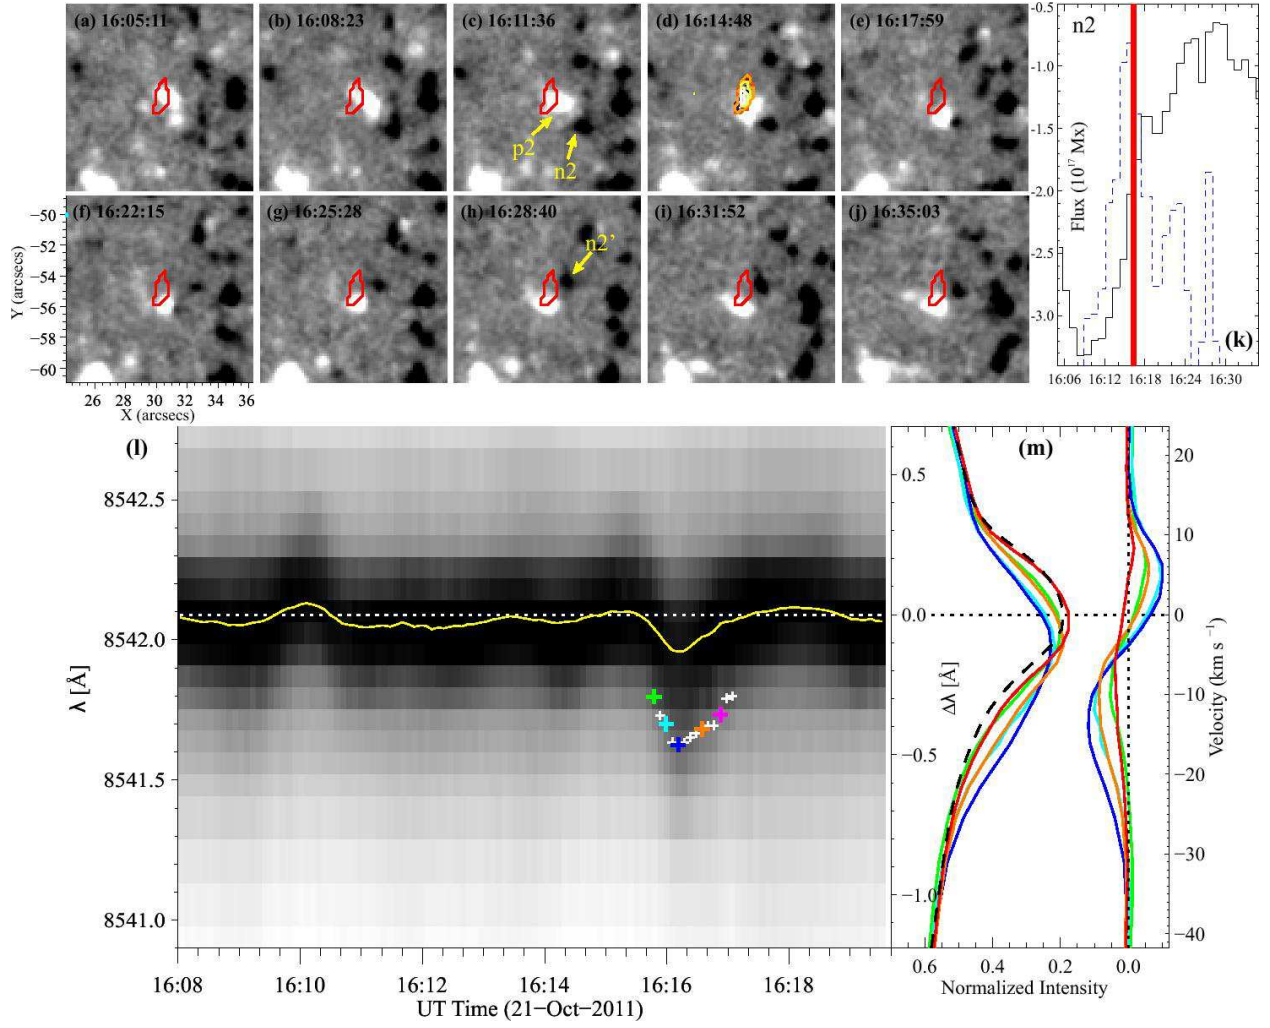 (a) 16:05:11
(b) 16:08:23
(c) 16:11:36
(d) 16:14:48
(e) 16:17:59
p2
n2
(f) 16:22:15
(g) 16:25:28
(h) 16:28:40
(i) 16:31:52
(j) 16:35:03
n2'
−50
−52
−54
−56
−58
−60
Y (arcsecs)
26 28 30 32 34 36
X (arcsecs)
n2
−0.5
−1.0
−1.5
−2.0
−2.5
−3.0
Flux (10¹⁷ Mx)
(k)
16:06 16:12 16:18 16:24 16:30
(l)
8542.5
8542.0
8541.5
8541.0
λ [Å]
16:08 16:10 16:12 16:14 16:16 16:18
UT Time (21−Oct−2011)
(m)
0.5
0.0
−0.5
−1.0
Δλ [Å]
20
10
0
−10
−20
−30
−40
Velocity (km s⁻¹)
0.6 0.4 0.2 0.0
Normalized Intensity